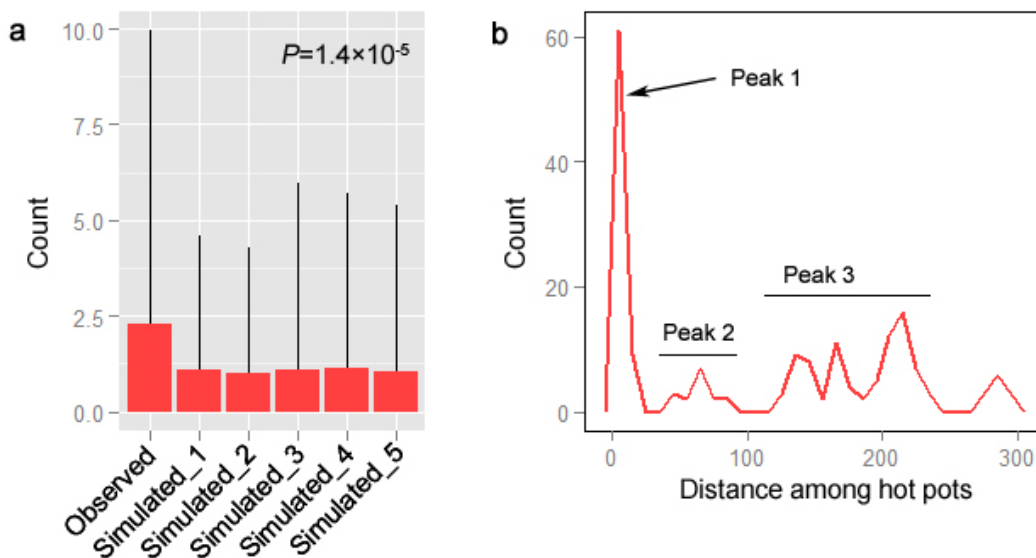 a
P=1.4×10-5
Count
10.0
7.5
5.0
2.5
0.0
Observed
Simulated_1
Simulated_2
Simulated_3
Simulated_4
Simulated_5
b
Count
60
40
20
0
Peak 1
Peak 2
Peak 3
0 100 200 300
Distance among hot pots